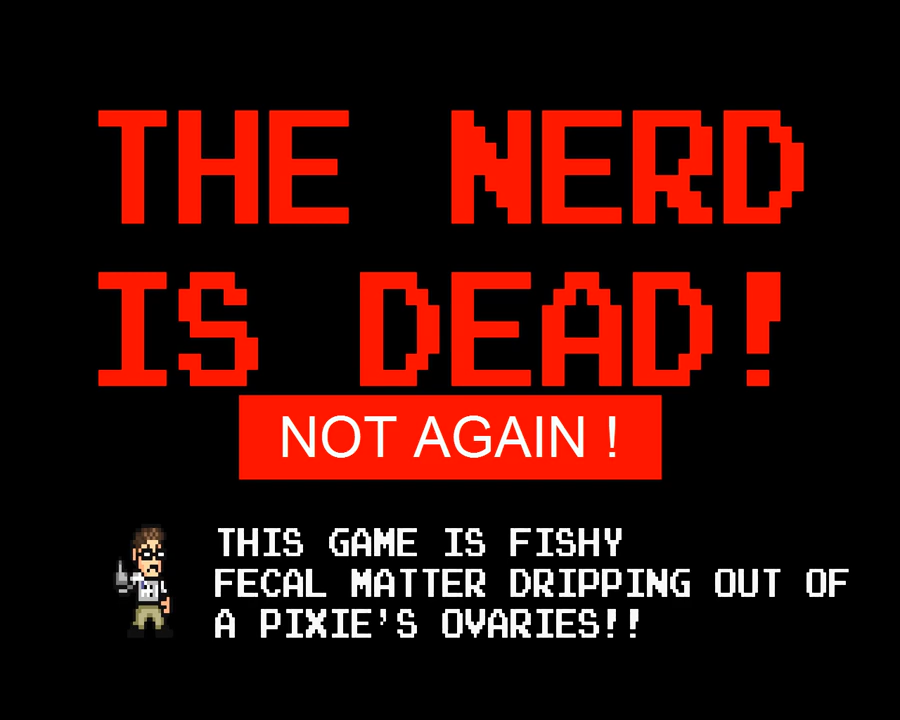 THE NERD
IS DEAD!
NOT AGAIN !
THIS GAME IS FISHY
FECAL MATTER DRIPPING OUT OF
A PIXIE'S OVARIES!!